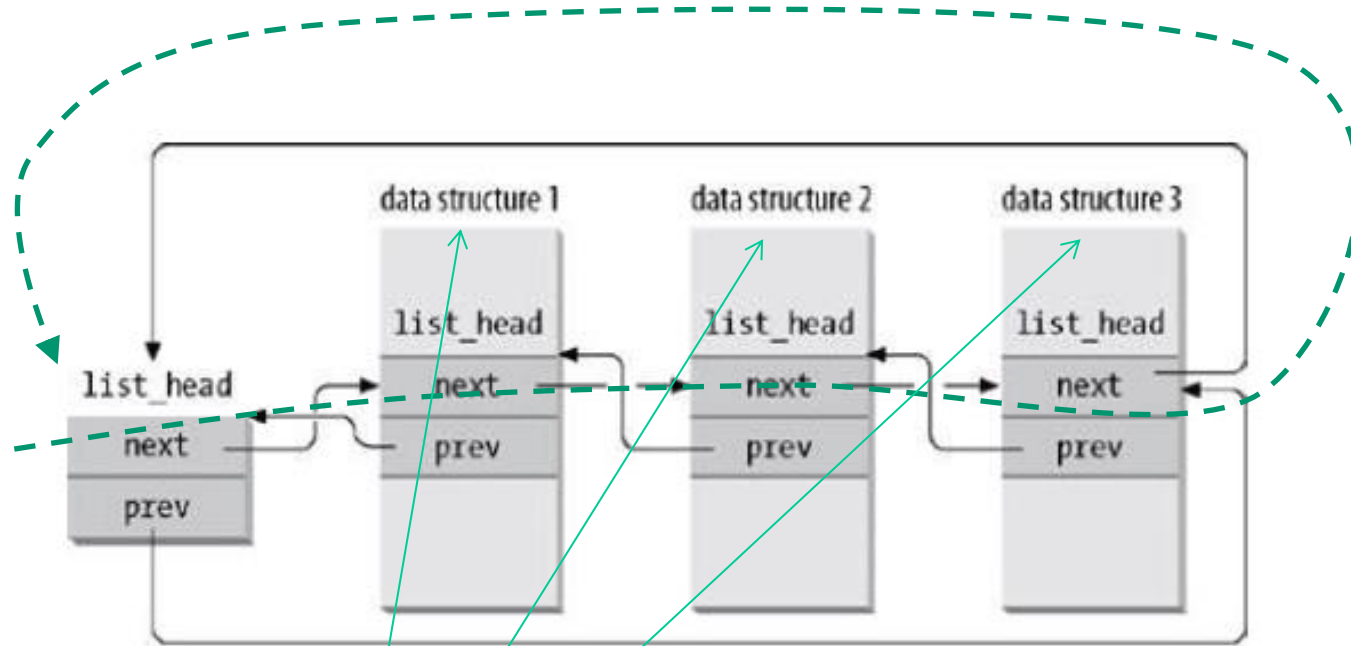 data structure 1
data structure 2
data structure 3
list_head
list_head
list_head
list_head
next
next
next
next
prev
prev
prev
prev